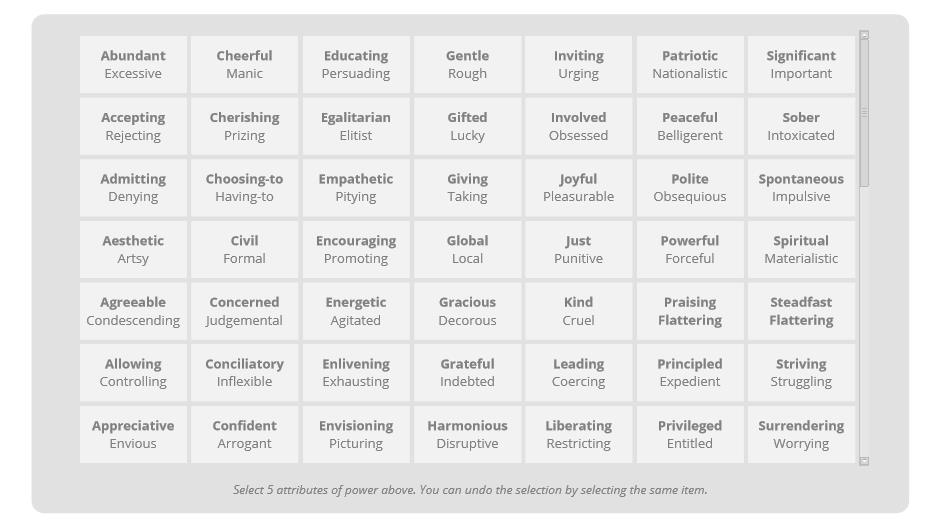 Abundant Cheerful Educating Gentle Inviting Patriotic Significant
Excessive Manic Persuading Rough Urging Nationalistic Important
Accepting Cherishing Egalitarian Gifted Involved Peaceful Sober
Rejecting Prizing Elitist Lucky Obsessed Belligerent Intoxicated
Admitting Choosing-to Empathetic Giving Joyful Polite Spontaneous
Denying Having-to Pitying Taking Pleasurable Obsequious Impulsive
Aesthetic Civil Encouraging Global Just Powerful Spiritual
Artsy Formal Promoting Local Punitive Forceful Materialistic
Agreeable Concerned Energetic Gracious Kind Praising Steadfast
Condescending Judgemental Agitated Decorous Cruel Flattering Flattering
Allowing Conciliatory Enlivening Grateful Leading Principled Striving
Controlling Inflexible Exhausting Indebted Coercing Expedient Struggling
Appreciative Confident Envisioning Harmonious Liberating Privileged Surrendering
Envious Arrogant Picturing Disruptive Restricting Entitled Worrying
Select 5 attributes of power above. You can undo the selection by selecting the same item.